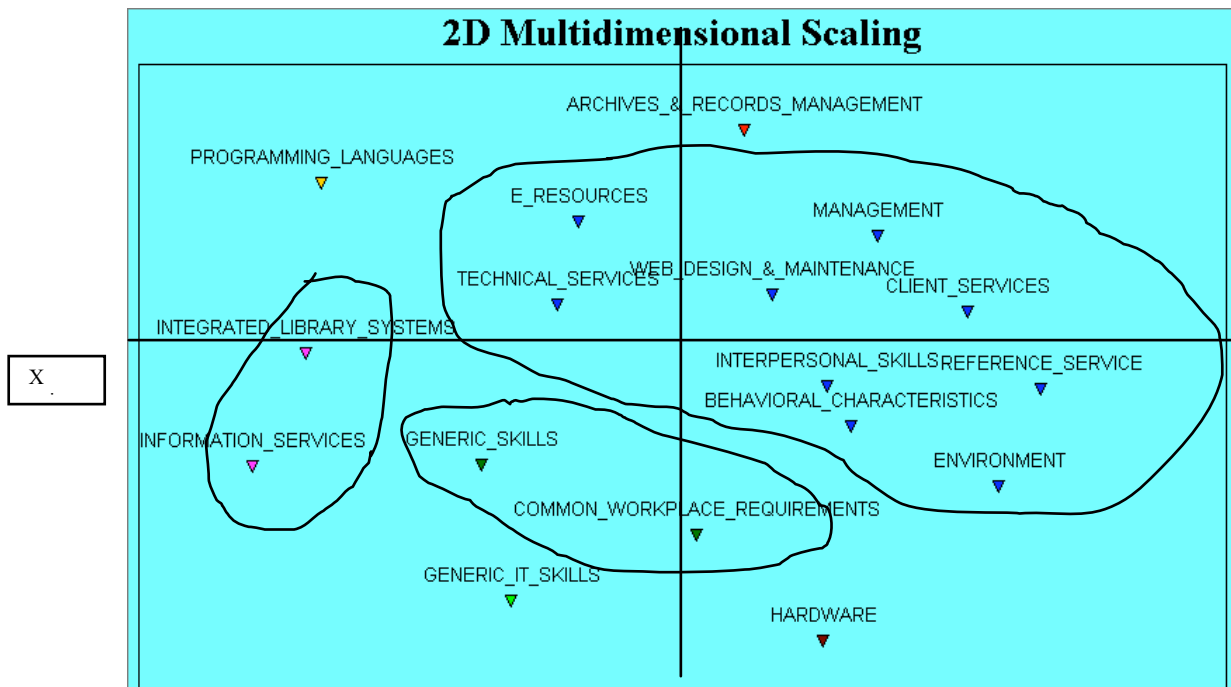 2D Multidimensional Scaling
ARCHIVES_&_RECORDS_MANAGEMENT
PROGRAMMING_LANGUAGES
E_RESOURCES
MANAGEMENT
WEB_DESIGN_&_MAINTENANCE
TECHNICAL_SERVICES
CLIENT_SERVICES
INTEGRATED_LIBRARY_SYSTEMS
INTERPERSONAL_SKILLS
REFERENCE_SERVICE
X
.
BEHAVIORAL_CHARACTERISTICS
INFORMATION_SERVICES
GENERIC_SKILLS
ENVIRONMENT
COMMON_WORKPLACE_REQUIREMENTS
GENERIC_IT_SKILLS
HARDWARE